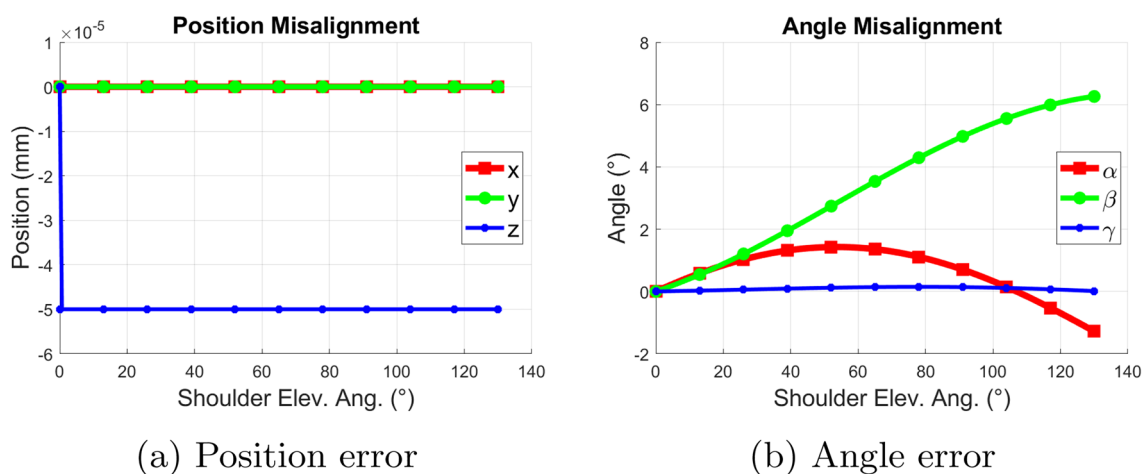 Position Misalignment
×10⁻⁵
1
0
-1
-2
-3
-4
-5
-6
Position (mm)
x
y
z
0 20 40 60 80 100 120 140
Shoulder Elev. Ang. (°)
(a) Position error
Angle Misalignment
8
6
4
2
0
-2
Angle (°)
α
β
γ
0 20 40 60 80 100 120 140
Shoulder Elev. Ang. (°)
(b) Angle error